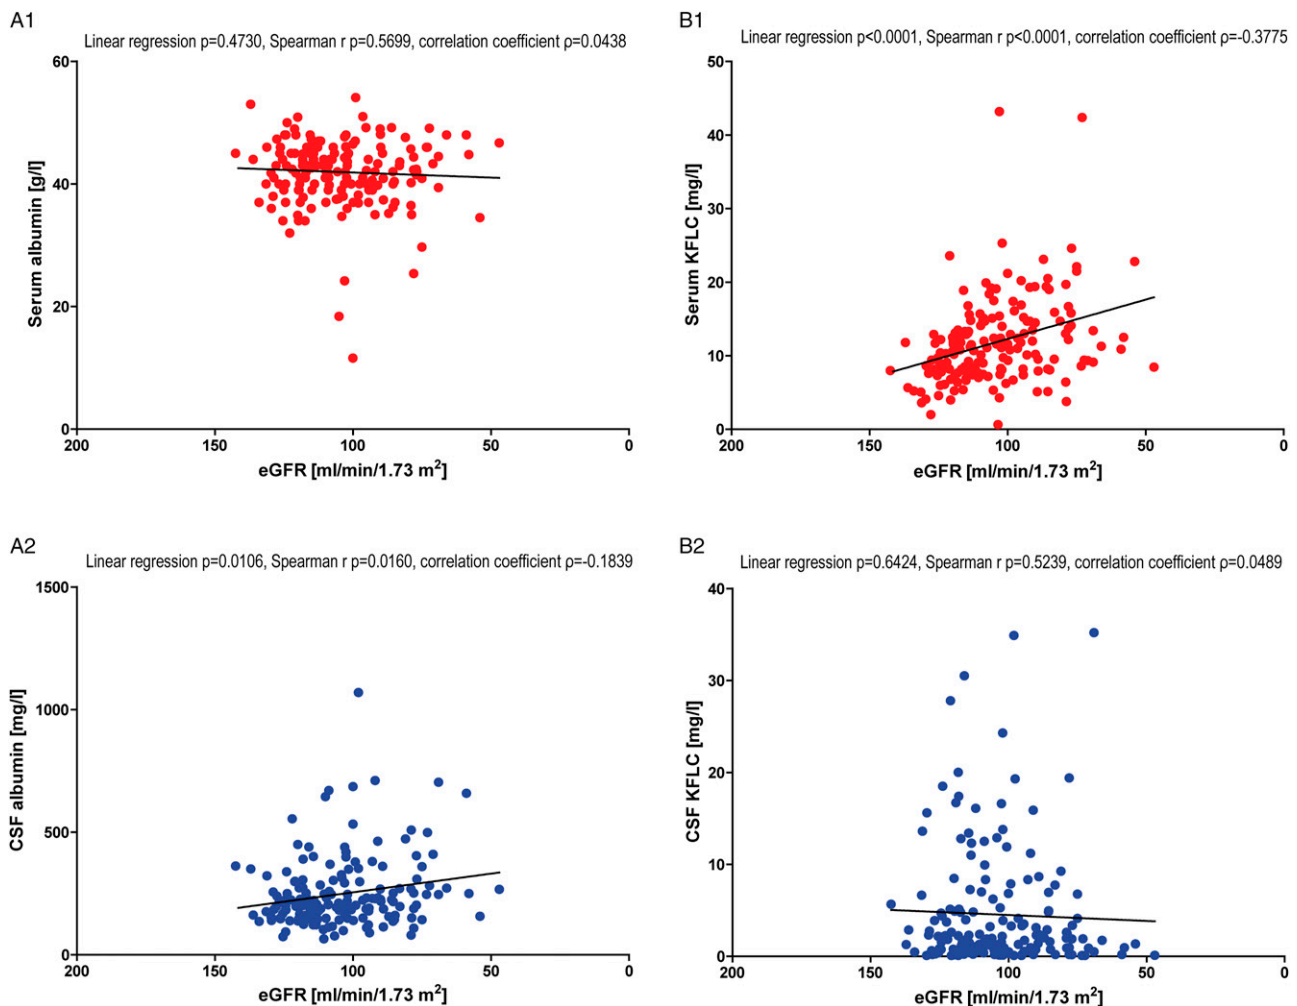 A1
Linear regression p=0.4730, Spearman r p=0.5699, correlation coefficient ρ=0.0438
60
40
20
0
Serum albumin [g/l]
200 150 100 50 0
eGFR [ml/min/1.73 m²]
B1
Linear regression p<0.0001, Spearman r p<0.0001, correlation coefficient ρ=-0.3775
50
40
30
20
10
0
Serum KFLC [mg/l]
200 150 100 50 0
eGFR [ml/min/1.73 m²]
A2
Linear regression p=0.0106, Spearman r p=0.0160, correlation coefficient ρ=-0.1839
1500
1000
500
0
CSF albumin [mg/l]
200 150 100 50 0
eGFR [ml/min/1.73 m²]
B2
Linear regression p=0.6424, Spearman r p=0.5239, correlation coefficient ρ=0.0489
40
30
20
10
0
CSF KFLC [mg/l]
200 150 100 50 0
eGFR [ml/min/1.73 m²]